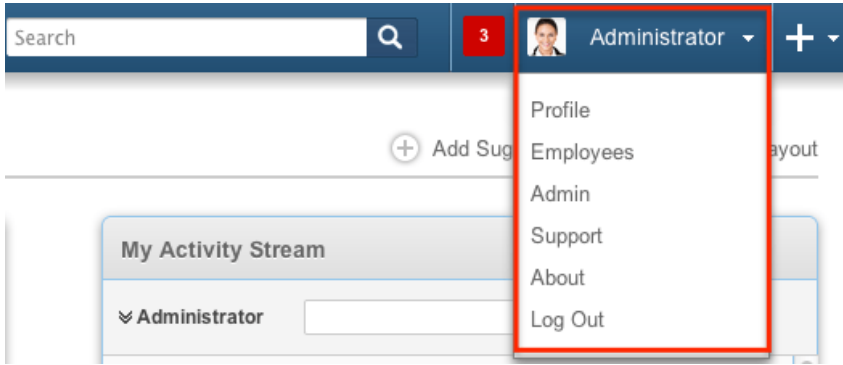 Search
3
Administrator
Profile
Add Sug
Employees
ayout
Admin
Support
My Activity Stream
About
Administrator
Log Out